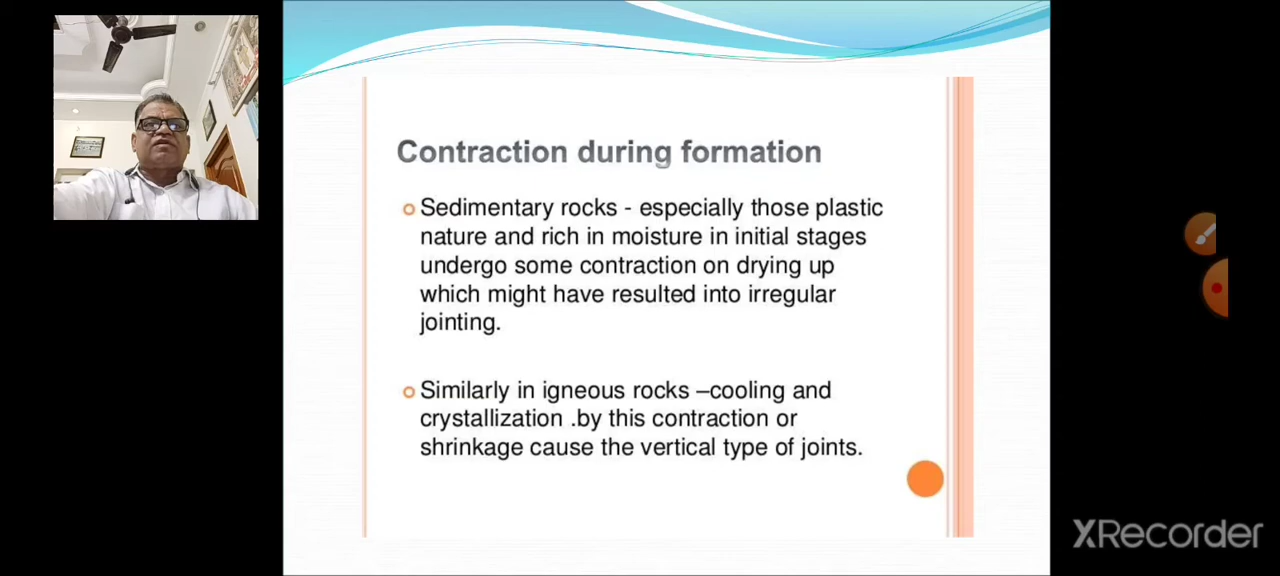 Contraction during formation
Sedimentary rocks - especially those plastic
nature and rich in moisture in initial stages
undergo some contraction on drying up
which might have resulted into irregular
jointing.
Similarly in igneous rocks –cooling and
crystallization .by this contraction or
shrinkage cause the vertical type of joints.
XRecorder